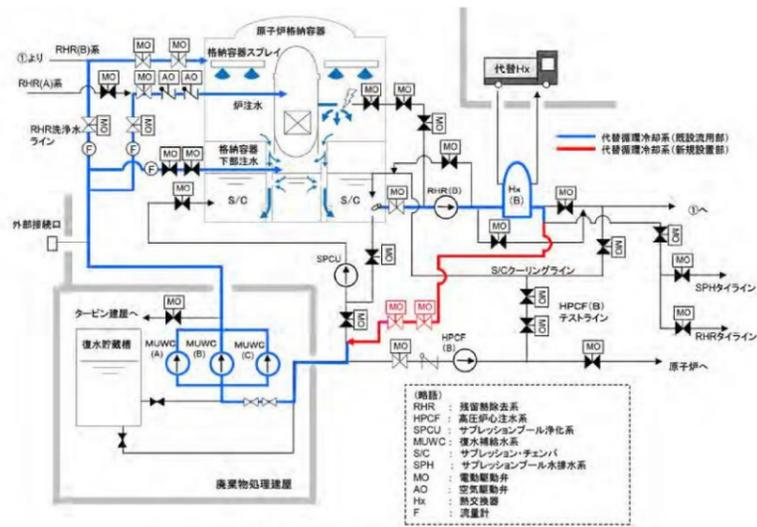 原子炉格納容器
MO
MO
①より
RHR(B)系
格納容器スプレイ
代替Hx
RHR(A)系
MO
MO
AO
AO
炉注水
MO
MO
RHR洗浄水
ライン
MO
MO
MO
代替循環冷却系(既設流用部)
代替循環冷却系(新規設置部)
F
F
格納容器
下部注水
MO
MO
F
MO
MO
S/C
S/C
MO
RHR(B)
Hx
(B)
MO
①へ
外部接続口
MO
MO
MO
MO
SPCU
S/Cクーリングライン
MO
SPHタイライン
タービン建屋へ
MO
MO
MO
MO
MO
HPCF(B)
テストライン
MO
MO
RHRタイライン
復水貯蔵槽
MUWC
(A)
MUWC
(B)
MUWC
(C)
MO
HPCF
(B)
MO
原子炉へ
廃棄物処理建屋
(略語)
RHR : 残留熱除去系
HPCF : 高圧炉心注水系
SPCU : サプレッションプール浄化系
MUWC : 復水補給水系
S/C : サプレッション・チェンバ
SPH : サプレッションプール水排水系
MO : 電動駆動弁
AO : 空気駆動弁
Hx : 熱交換器
F : 流量計